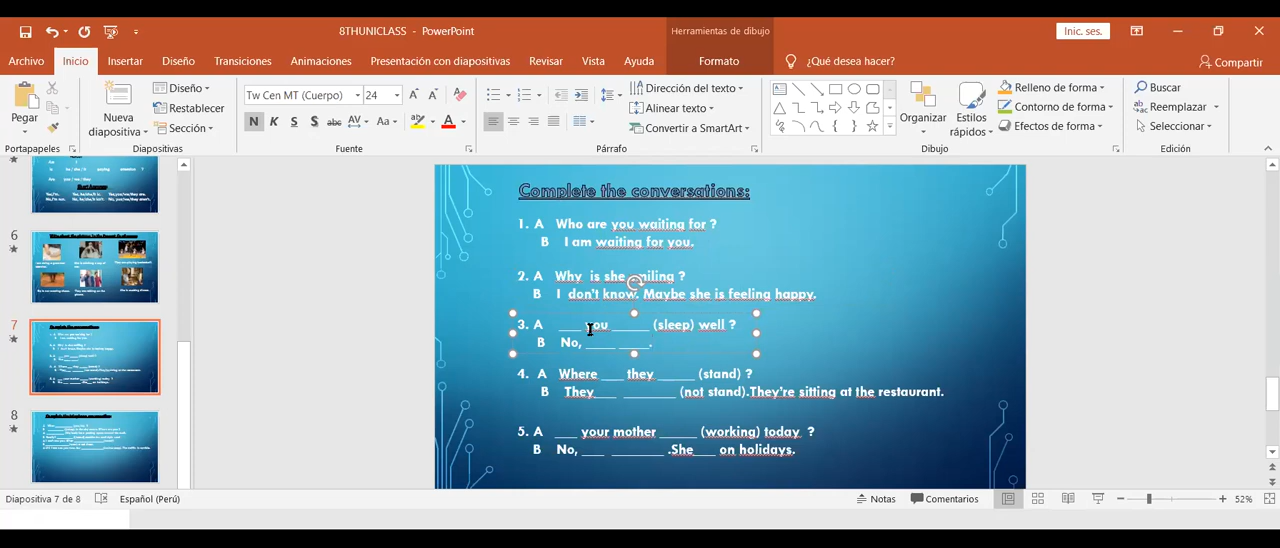 8THUNICLASS - PowerPoint
Herramientas de dibujo
Inic. ses.
Archivo Inicio Insertar Diseño Transiciones Animaciones Presentación con diapositivas Revisar Vista Ayuda Formato ¿Qué desea hacer? Compartir
Pegar
Portapapeles
Nueva diapositiva
Diseño
Restablecer
Sección
Diapositivas
Tw Cen MT (Cuerpo) 24
N K S S abc AV Aa A
Fuente
Dirección del texto
Alinear texto
Convertir a SmartArt
Párrafo
Organizar
Estilos rápidos
Relleno de forma
Contorno de forma
Efectos de forma
Dibujo
Buscar
Reemplazar
Seleccionar
Edición
6
7
8
Complete the conversations:
1. A Who are you waiting for ?
B I am waiting for you.
2. A Why is she smiling ?
B I don't know. Maybe she is feeling happy.
3. A ___ you _____ (sleep) well ?
B No, ____ ____.
4. A Where ___ they _____ (stand) ?
B They___ _______ (not stand).They're sitting at the restaurant.
5. A ___ your mother _____ (working) today ?
B No, ___ _______ .She___ on holidays.
Diapositiva 7 de 8 Español (Perú) Notas Comentarios 52%